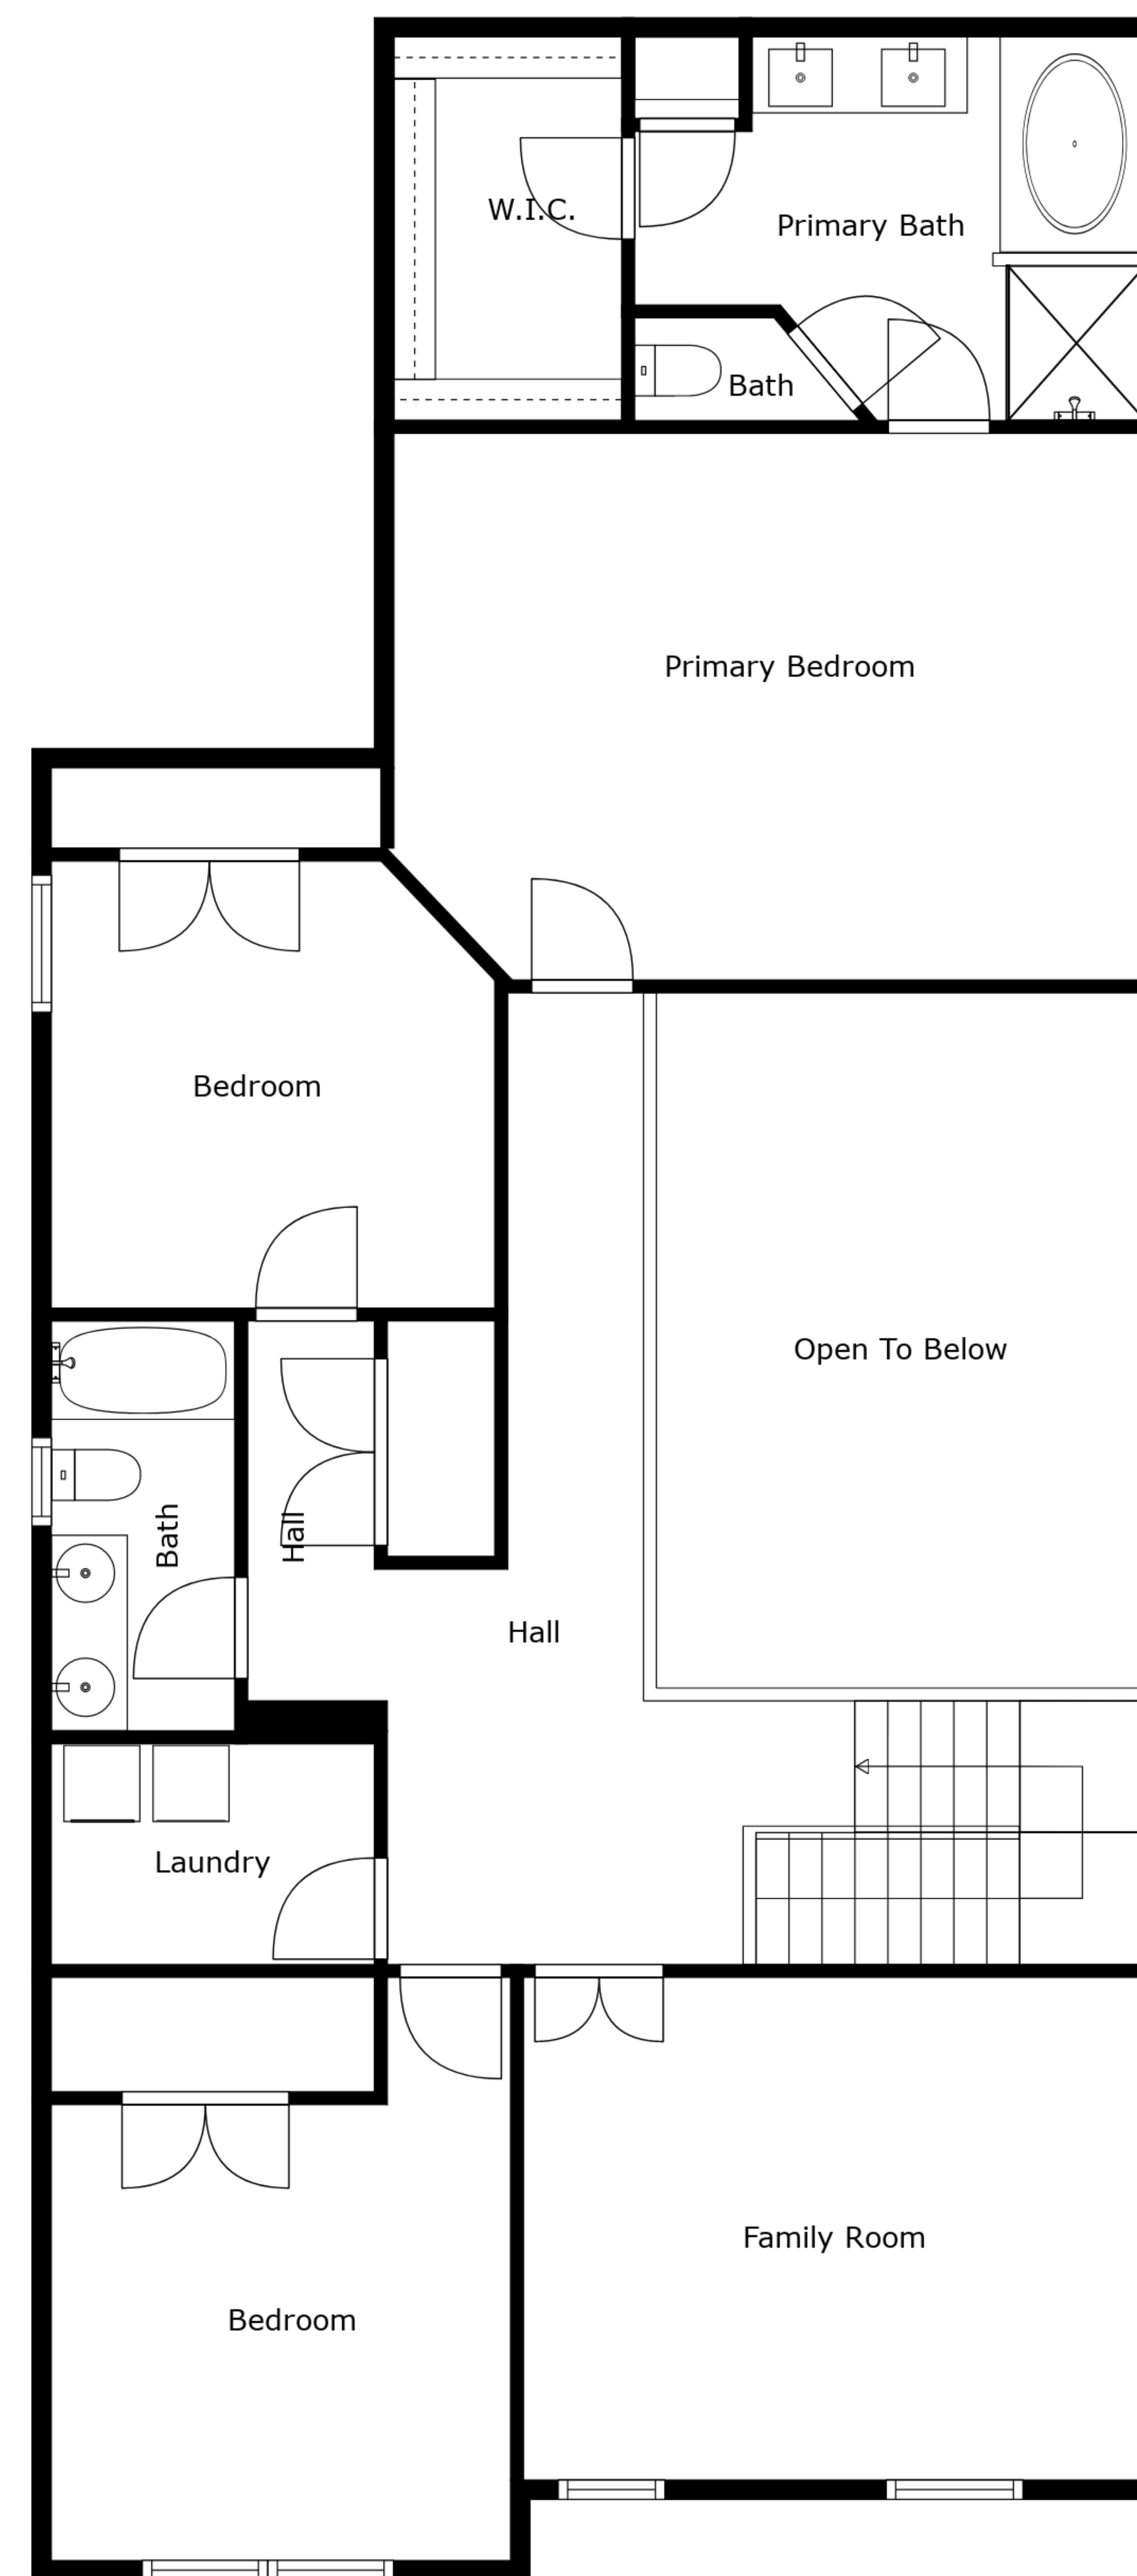 W.I.C.
Primary Bath
Bath
Primary Bedroom
Bedroom
Open To Below
Bath
Hall
Hall
Laundry
Family Room
Bedroom